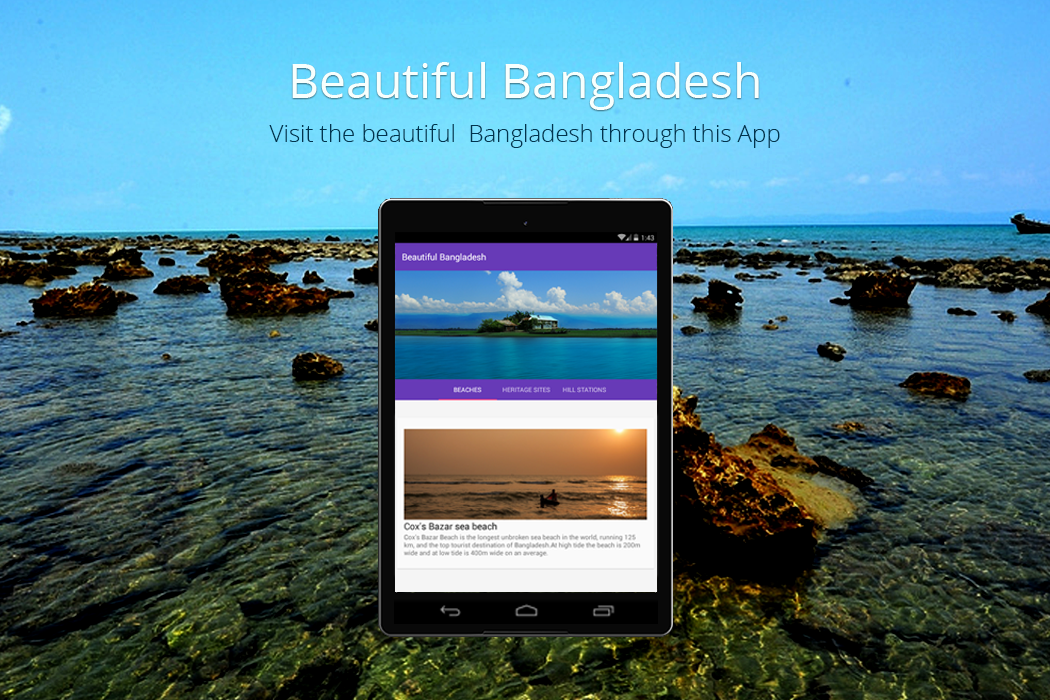 Beautiful Bangladesh
Visit the beautiful  Bangladesh through this App
1:43
Beautiful Bangladesh
BEACHES HERITAGE SITES HILL STATIONS
Cox's Bazar sea beach
Cox's Bazar Beach is the longest unbroken sea beach in the world, running 125
km, and the top tourist destination of Bangladesh.At high tide the beach is 200m
wide and at low tide is 400m wide on an average.